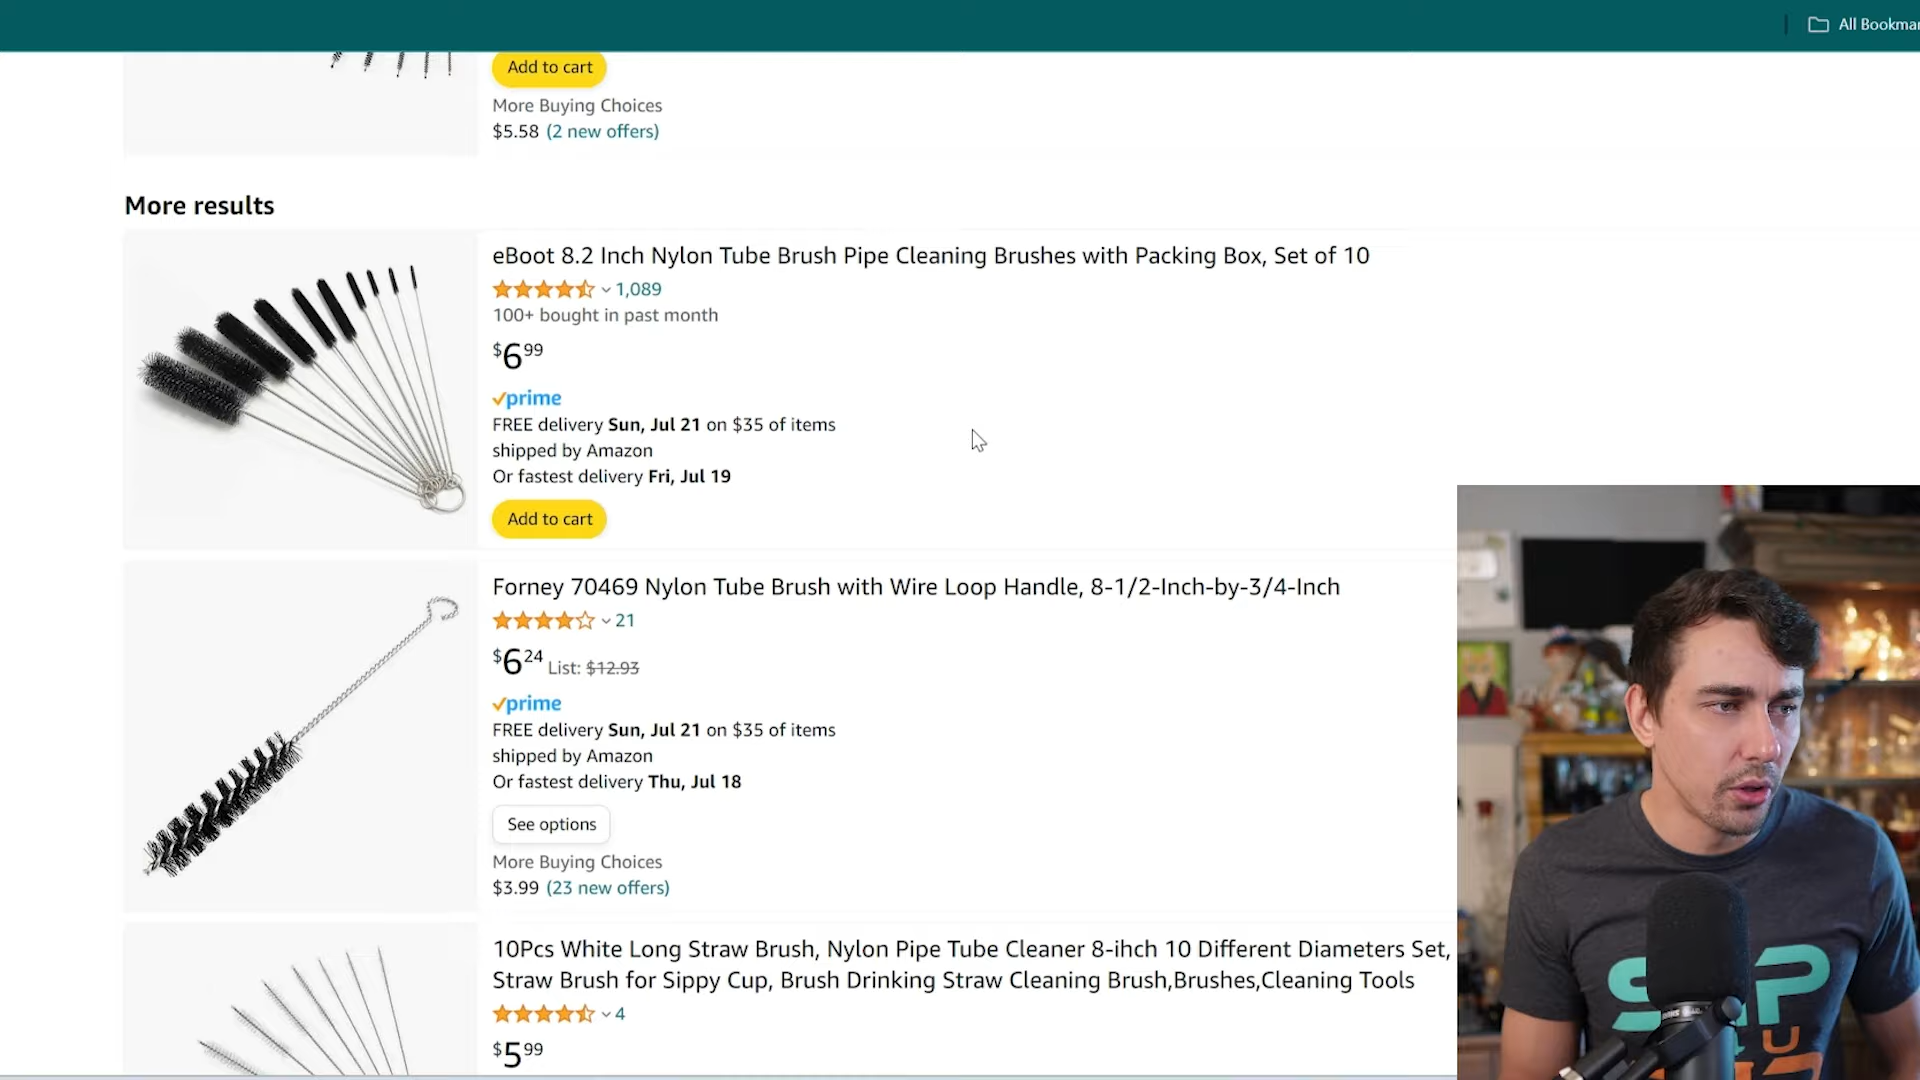 All Bookmar
Add to cart
More Buying Choices
$5.58 (2 new offers)
More results
eBoot 8.2 Inch Nylon Tube Brush Pipe Cleaning Brushes with Packing Box, Set of 10
1,089
100+ bought in past month
$6 99
prime
FREE delivery Sun, Jul 21 on $35 of items
shipped by Amazon
Or fastest delivery Fri, Jul 19
Add to cart
Forney 70469 Nylon Tube Brush with Wire Loop Handle, 8-1/2-Inch-by-3/4-Inch
21
$6 24 List: $12.93
prime
FREE delivery Sun, Jul 21 on $35 of items
shipped by Amazon
Or fastest delivery Thu, Jul 18
See options
More Buying Choices
$3.99 (23 new offers)
10Pcs White Long Straw Brush, Nylon Pipe Tube Cleaner 8-ihch 10 Different Diameters Set,
Straw Brush for Sippy Cup, Brush Drinking Straw Cleaning Brush,Brushes,Cleaning Tools
4
$5 99